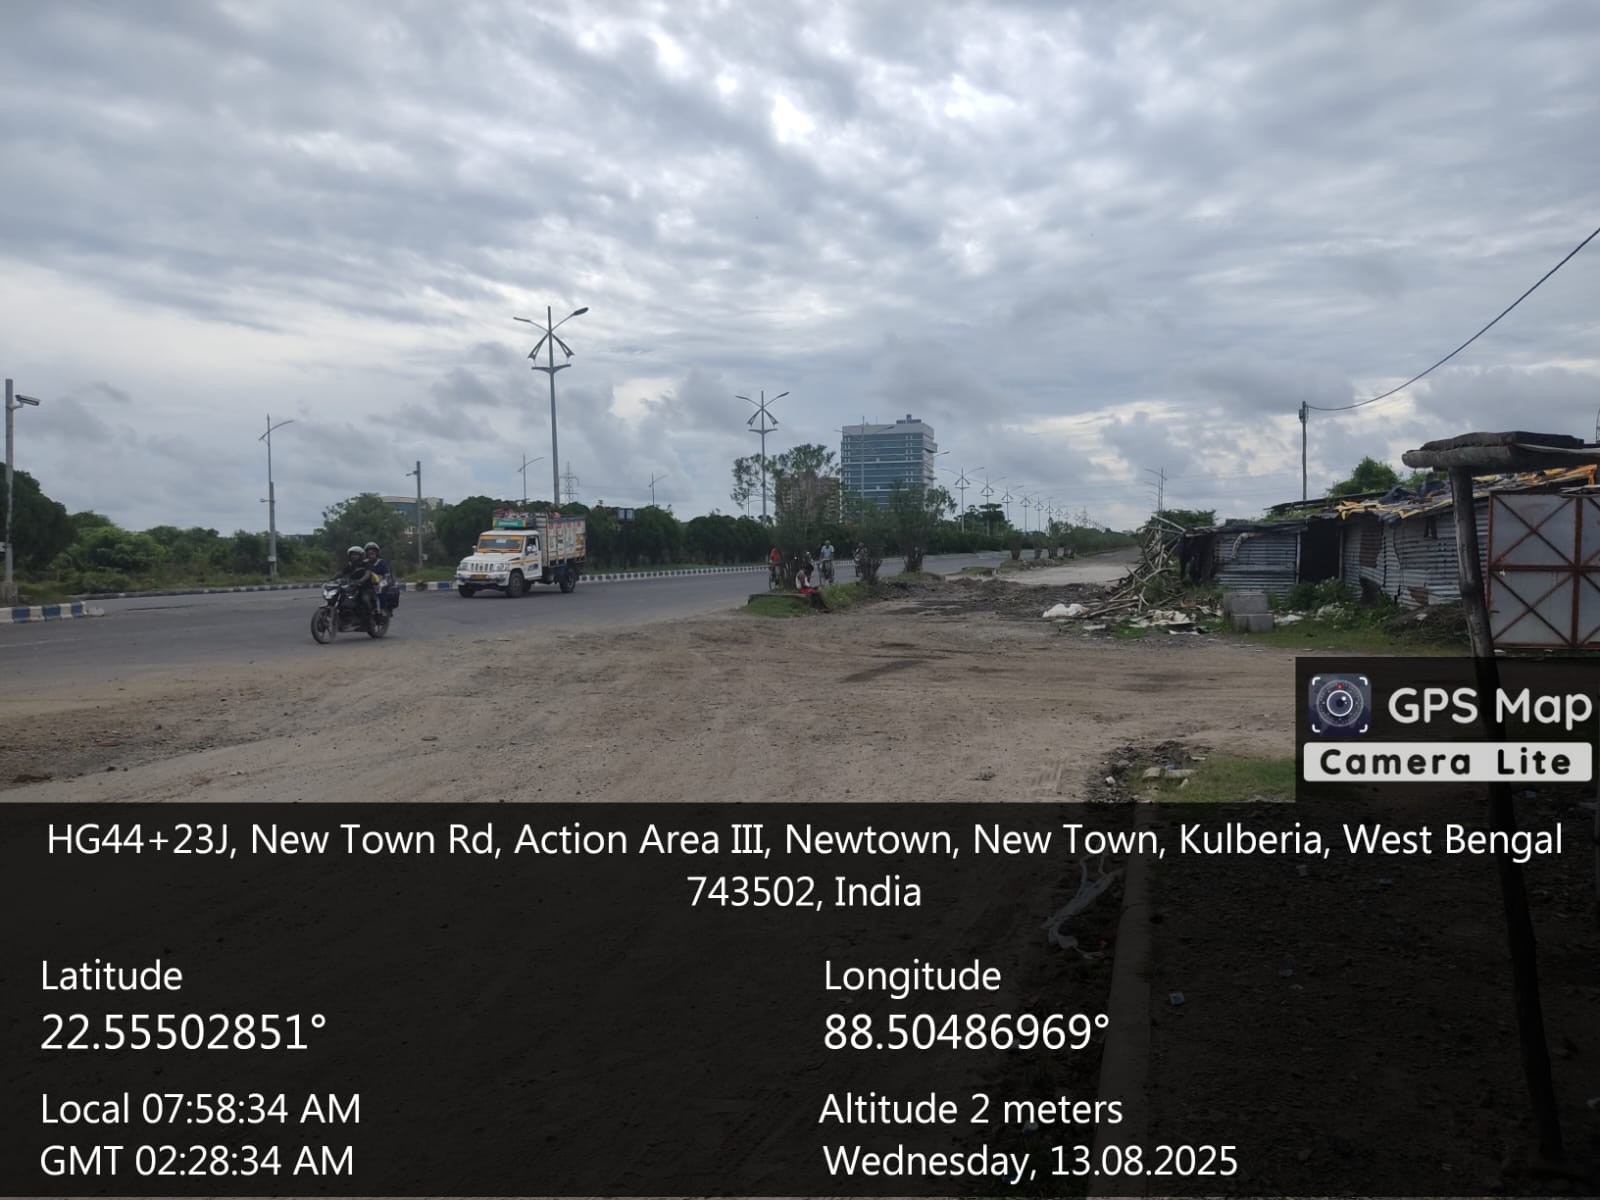 GPS Map
Camera Lite
HG44+23J, New Town Rd, Action Area III, Newtown, New Town, Kulberia, West Bengal
743502, India
Latitude
22.55502851°
Longitude
88.50486969°
Local 07:58:34 AM
GMT 02:28:34 AM
Altitude 2 meters
Wednesday, 13.08.2025